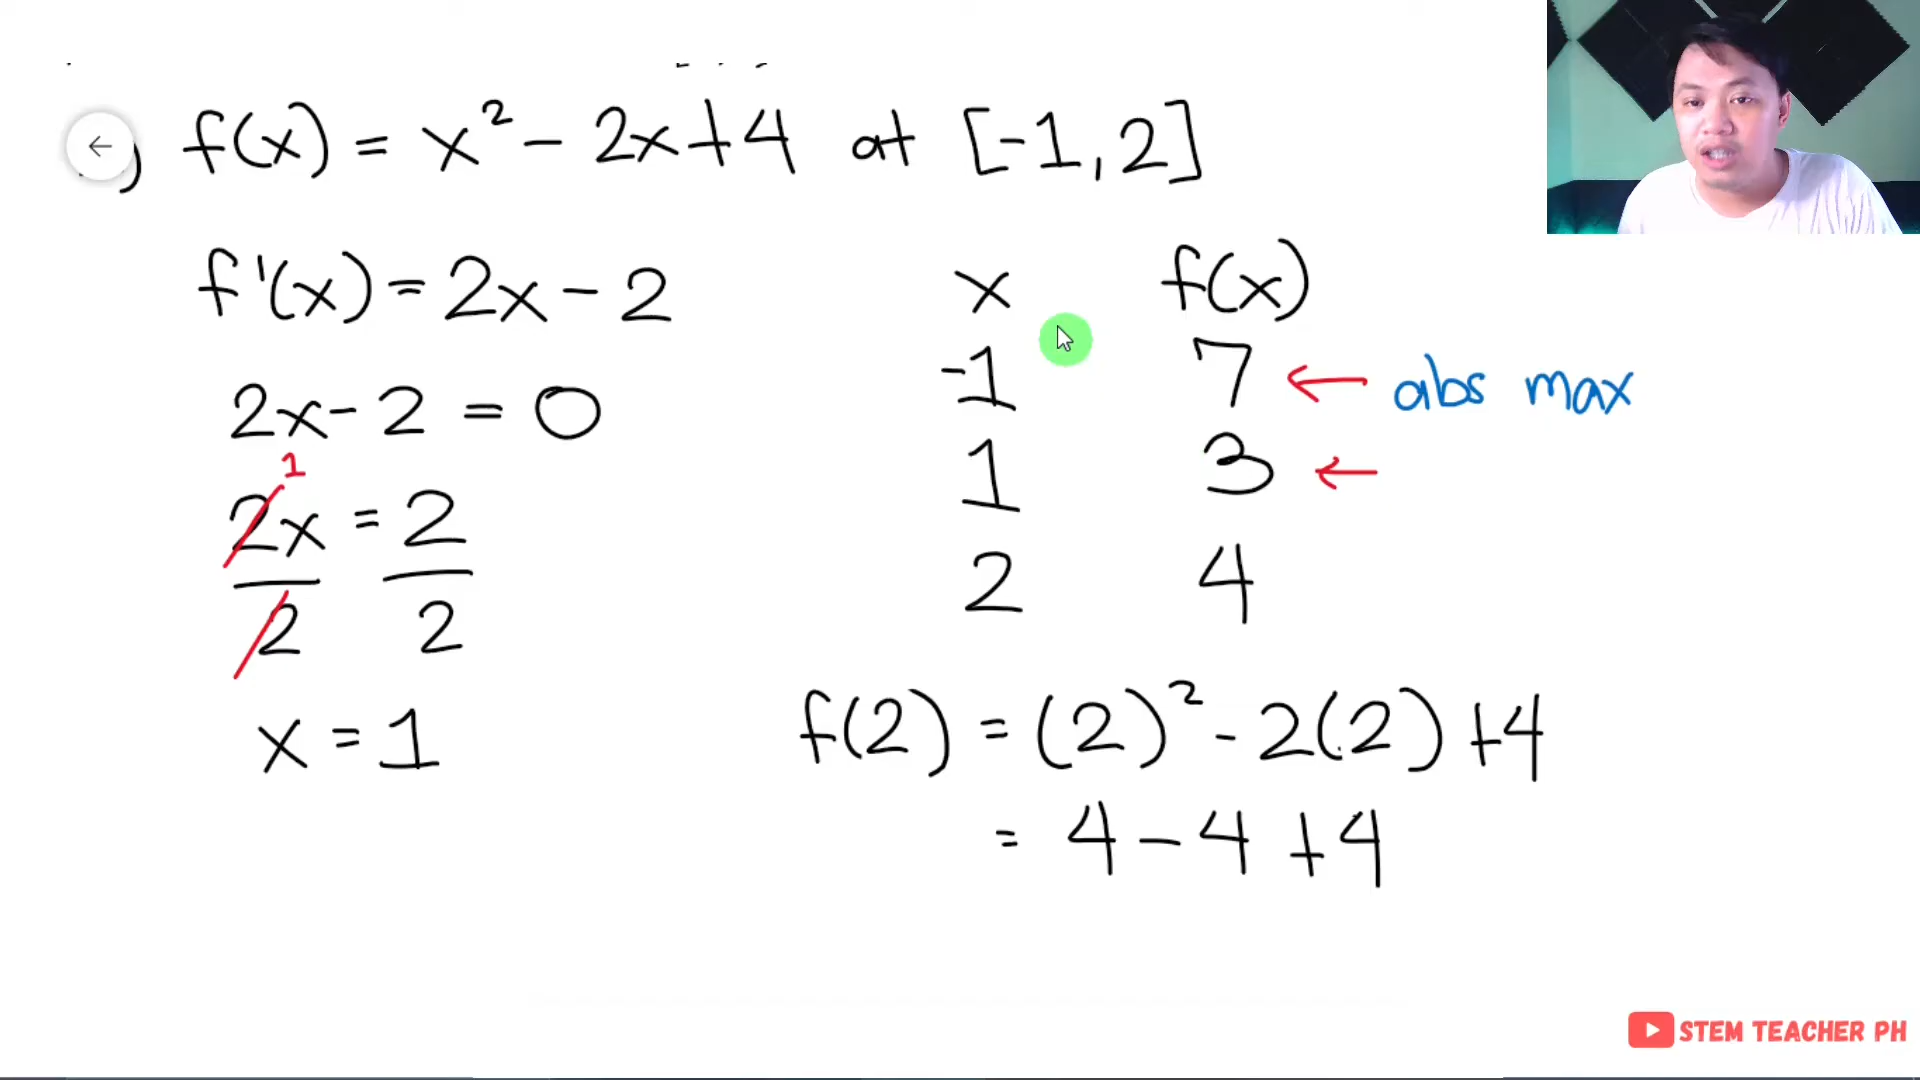 ) f(x) = x² - 2x + 4 at [-1, 2]
f'(x) = 2x - 2
2x - 2 = 0
1
2x = 2
2 2
x = 1
x f(x)
-1 7 ← abs max
1 3 ←
2 4
f(2) = (2)² - 2(2) + 4
= 4 - 4 + 4
STEM TEACHER PH